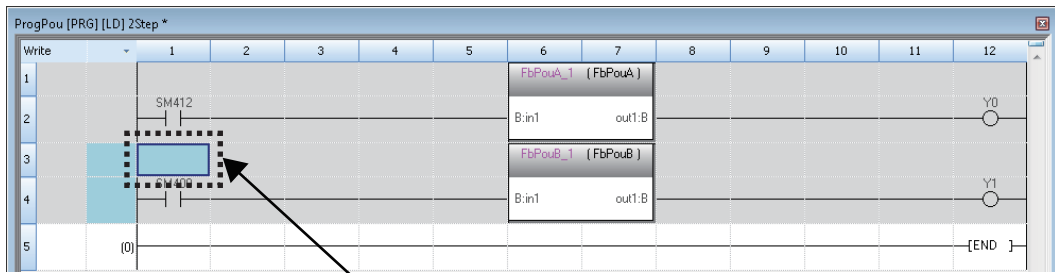 ProgPou [PRG] [LD] 2Step *
Write 1 2 3 4 5 6 7 8 9 10 11 12
1 FbPouA_1 (FbPouA)
SM412 Y0
2 B:in1 out1:B
3 FbPouB_1 (FbPouB)
SM409 Y1
4 B:in1 out1:B
5 (0) [END ]